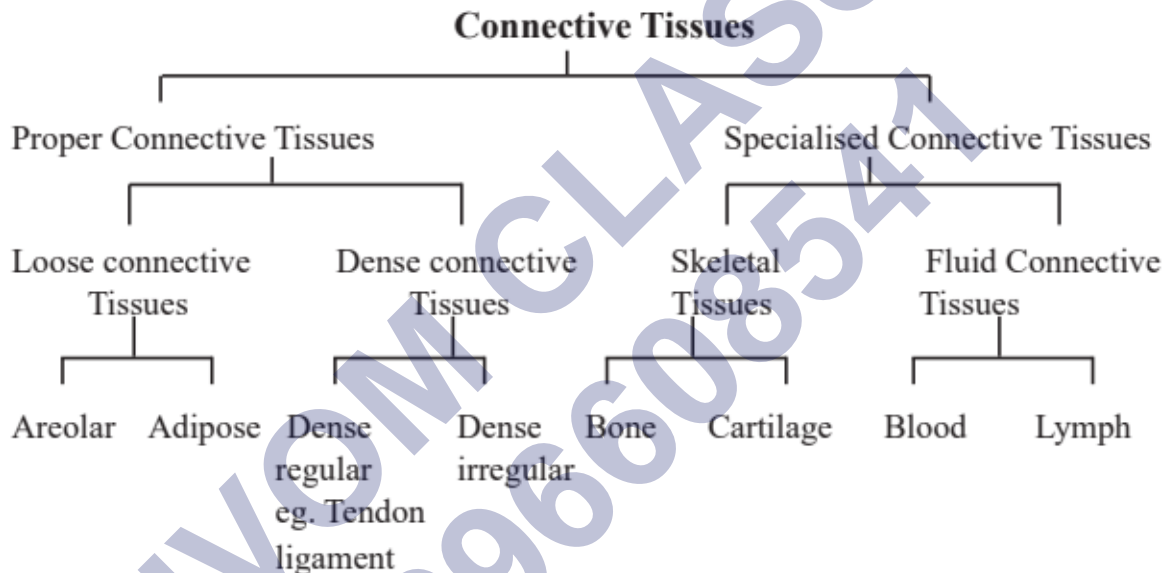 Connective Tissues
Proper Connective Tissues
Specialised Connective Tissues
Loose connective
Tissues
Dense connective
Tissues
Skeletal
Tissues
Fluid Connective
Tissues
Areolar
Adipose
Dense
regular
eg. Tendon
ligament
Dense
irregular
Bone
Cartilage
Blood
Lymph